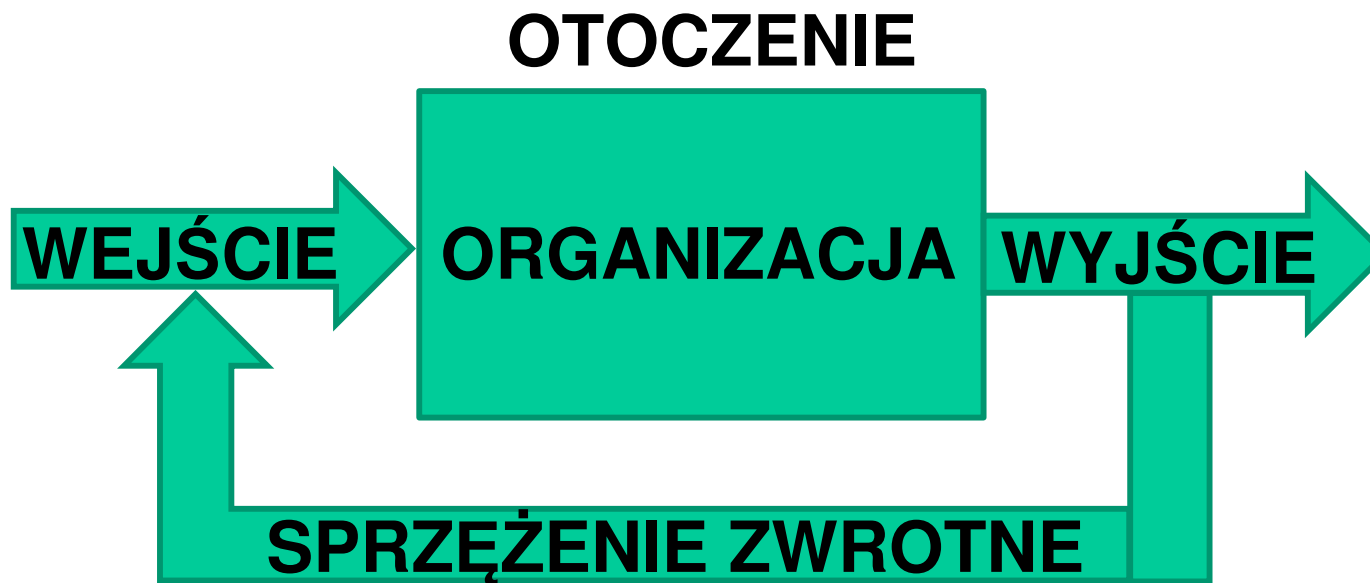 OTOCZENIE
WEJŚCIE
ORGANIZACJA
WYJŚCIE
SPRZĘŻENIE ZWROTNE